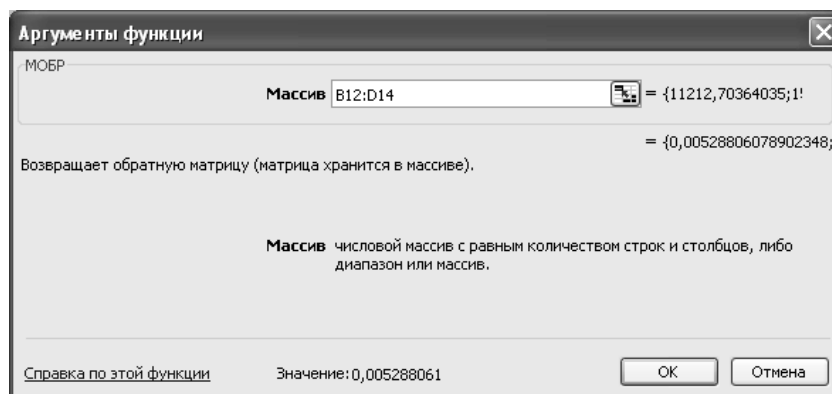 Аргументы функции
МОБР
Массив B12:D14 = {11212,70364035;1!
= {0,00528806078902348;
Возвращает обратную матрицу (матрица хранится в массиве).
Массив числовой массив с равным количеством строк и столбцов, либо
диапазон или массив.
Справка по этой функции Значение:0,005288061 ОК Отмена